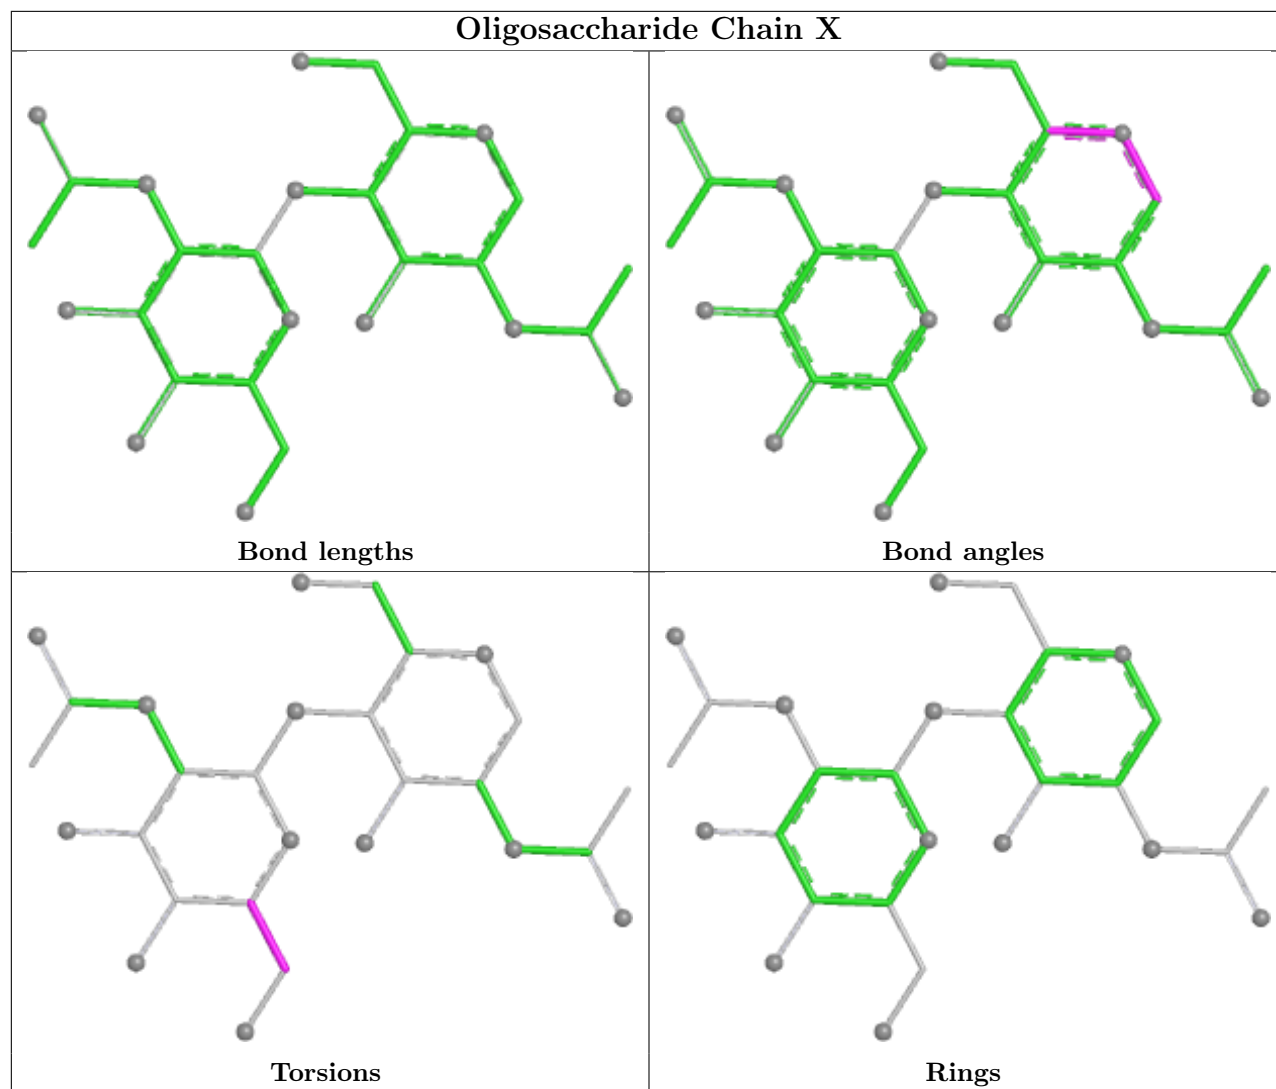 Oligosaccharide Chain X
Bond lengths
Bond angles
Torsions
Rings